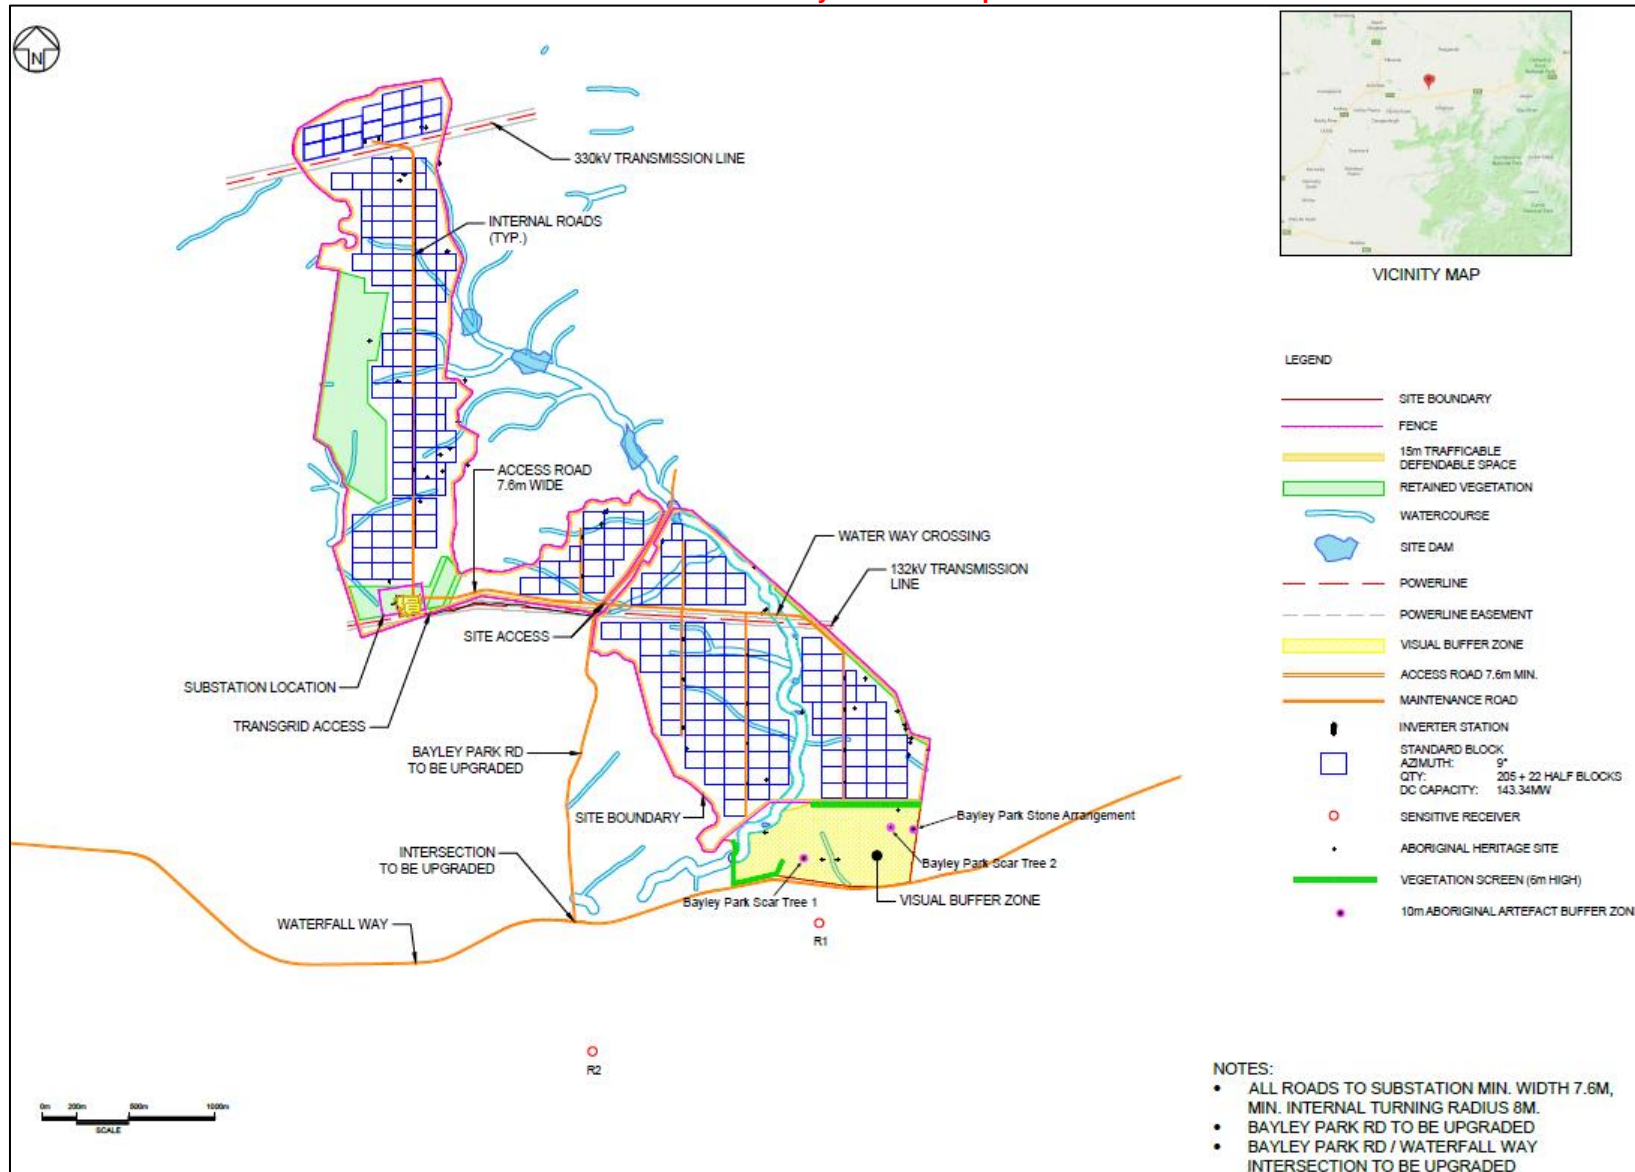 N
330kV TRANSMISSION LINE
INTERNAL ROADS
(TYP.)
ACCESS ROAD
7.6m WIDE
WATER WAY CROSSING
132kV TRANSMISSION
LINE
SITE ACCESS
SUBSTATION LOCATION
TRANSGRID ACCESS
BAYLEY PARK RD
TO BE UPGRADED
SITE BOUNDARY
INTERSECTION
TO BE UPGRADED
Bayley Park Stone Arrangement
Bayley Park Scar Tree 2
Bayley Park Scar Tree 1
VISUAL BUFFER ZONE
WATERFALL WAY
R1
R2
0m 200m 500m 1000m
SCALE
VICINITY MAP
LEGEND
SITE BOUNDARY
FENCE
15m TRAFFICABLE
DEFENDABLE SPACE
RETAINED VEGETATION
WATERCOURSE
SITE DAM
POWERLINE
POWERLINE EASEMENT
VISUAL BUFFER ZONE
ACCESS ROAD 7.6m MIN.
MAINTENANCE ROAD
INVERTER STATION
STANDARD BLOCK
AZIMUTH: 9°
QTY: 205 + 22 HALF BLOCKS
DC CAPACITY: 143.34MW
SENSITIVE RECEIVER
ABORIGINAL HERITAGE SITE
VEGETATION SCREEN (6m HIGH)
10m ABORIGINAL ARTEFACT BUFFER ZON
NOTES:
• ALL ROADS TO SUBSTATION MIN. WIDTH 7.6M,
MIN. INTERNAL TURNING RADIUS 8M.
• BAYLEY PARK RD TO BE UPGRADED
• BAYLEY PARK RD / WATERFALL WAY
INTERSECTION TO BE UPGRADED